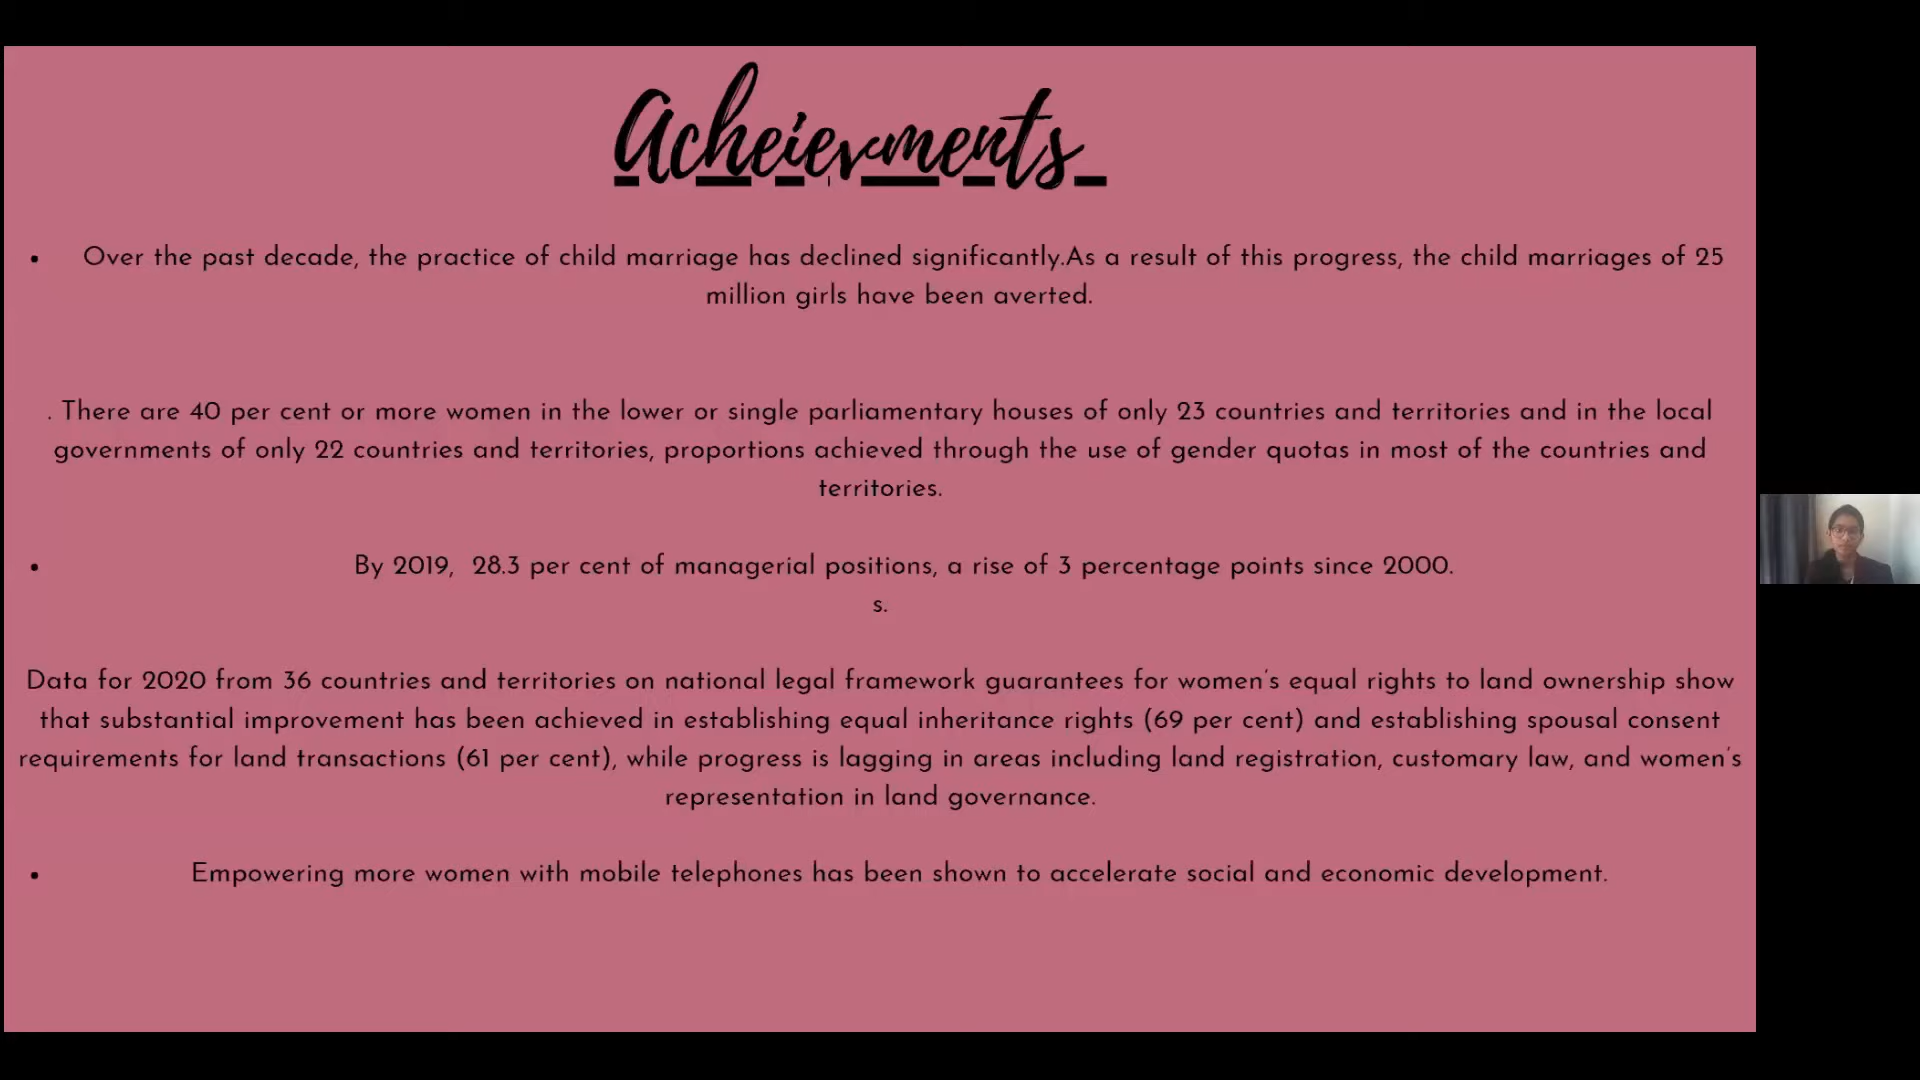 Acheievments
• Over the past decade, the practice of child marriage has declined significantly.As a result of this progress, the child marriages of 25
million girls have been averted.
. There are 40 per cent or more women in the lower or single parliamentary houses of only 23 countries and territories and in the local
governments of only 22 countries and territories, proportions achieved through the use of gender quotas in most of the countries and
territories.
• By 2019, 28.3 per cent of managerial positions, a rise of 3 percentage points since 2000.
s.
Data for 2020 from 36 countries and territories on national legal framework guarantees for women's equal rights to land ownership show
that substantial improvement has been achieved in establishing equal inheritance rights (69 per cent) and establishing spousal consent
requirements for land transactions (61 per cent), while progress is lagging in areas including land registration, customary law, and women's
representation in land governance.
• Empowering more women with mobile telephones has been shown to accelerate social and economic development.